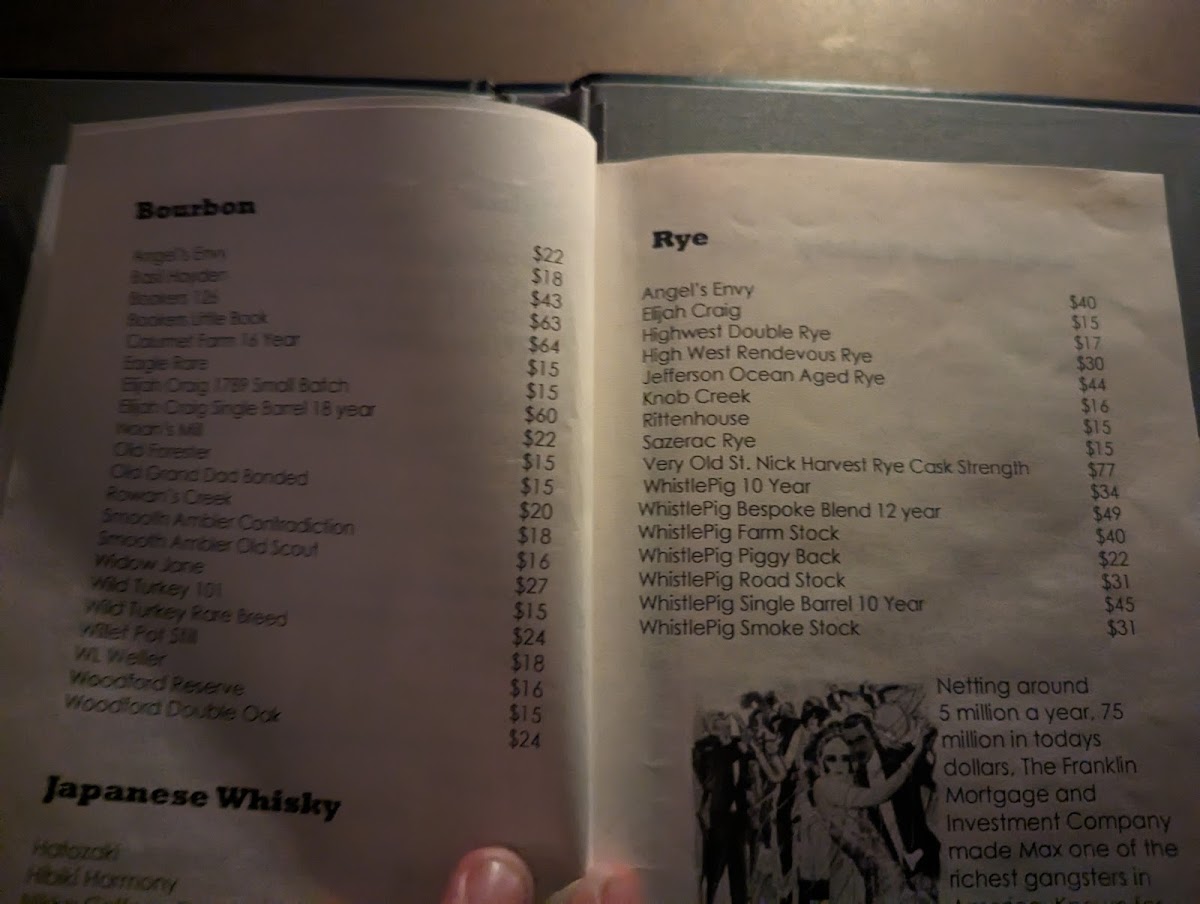 Bourbon
Angel's Envy $22
Basil Hayden $18
Bookers 126 $43
Bookers Little Book $63
Calumet Farm 16 Year $64
Eagle Rare $15
Elijah Craig 1789 Small Batch $15
Elijah Craig Single Barrel 18 year $60
Noah's Mill $22
Old Forester $15
Old Grand Dad Bonded $15
Rowan's Creek $20
Smooth Ambler Contradiction $18
Smooth Ambler Old Scout $16
Widow Jane $27
Wild Turkey 101 $15
Wild Turkey Rare Breed $24
Willet Pot Still $18
WL Weller $16
Woodford Reserve $15
Woodford Double Oak $24
Japanese Whisky
Hatozaki
Hibiki Harmony
Rye
Angel's Envy $40
Elijah Craig $15
Highwest Double Rye $17
High West Rendevous Rye $30
Jefferson Ocean Aged Rye $44
Knob Creek $16
Rittenhouse $15
Sazerac Rye $15
Very Old St. Nick Harvest Rye Cask Strength $77
WhistlePig 10 Year $34
WhistlePig Bespoke Blend 12 year $49
WhistlePig Farm Stock $40
WhistlePig Piggy Back $22
WhistlePig Road Stock $31
WhistlePig Single Barrel 10 Year $45
WhistlePig Smoke Stock $31
Netting around
5 million a year, 75
million in todays
dollars, The Franklin
Mortgage and
Investment Company
made Max one of the
richest gangsters in